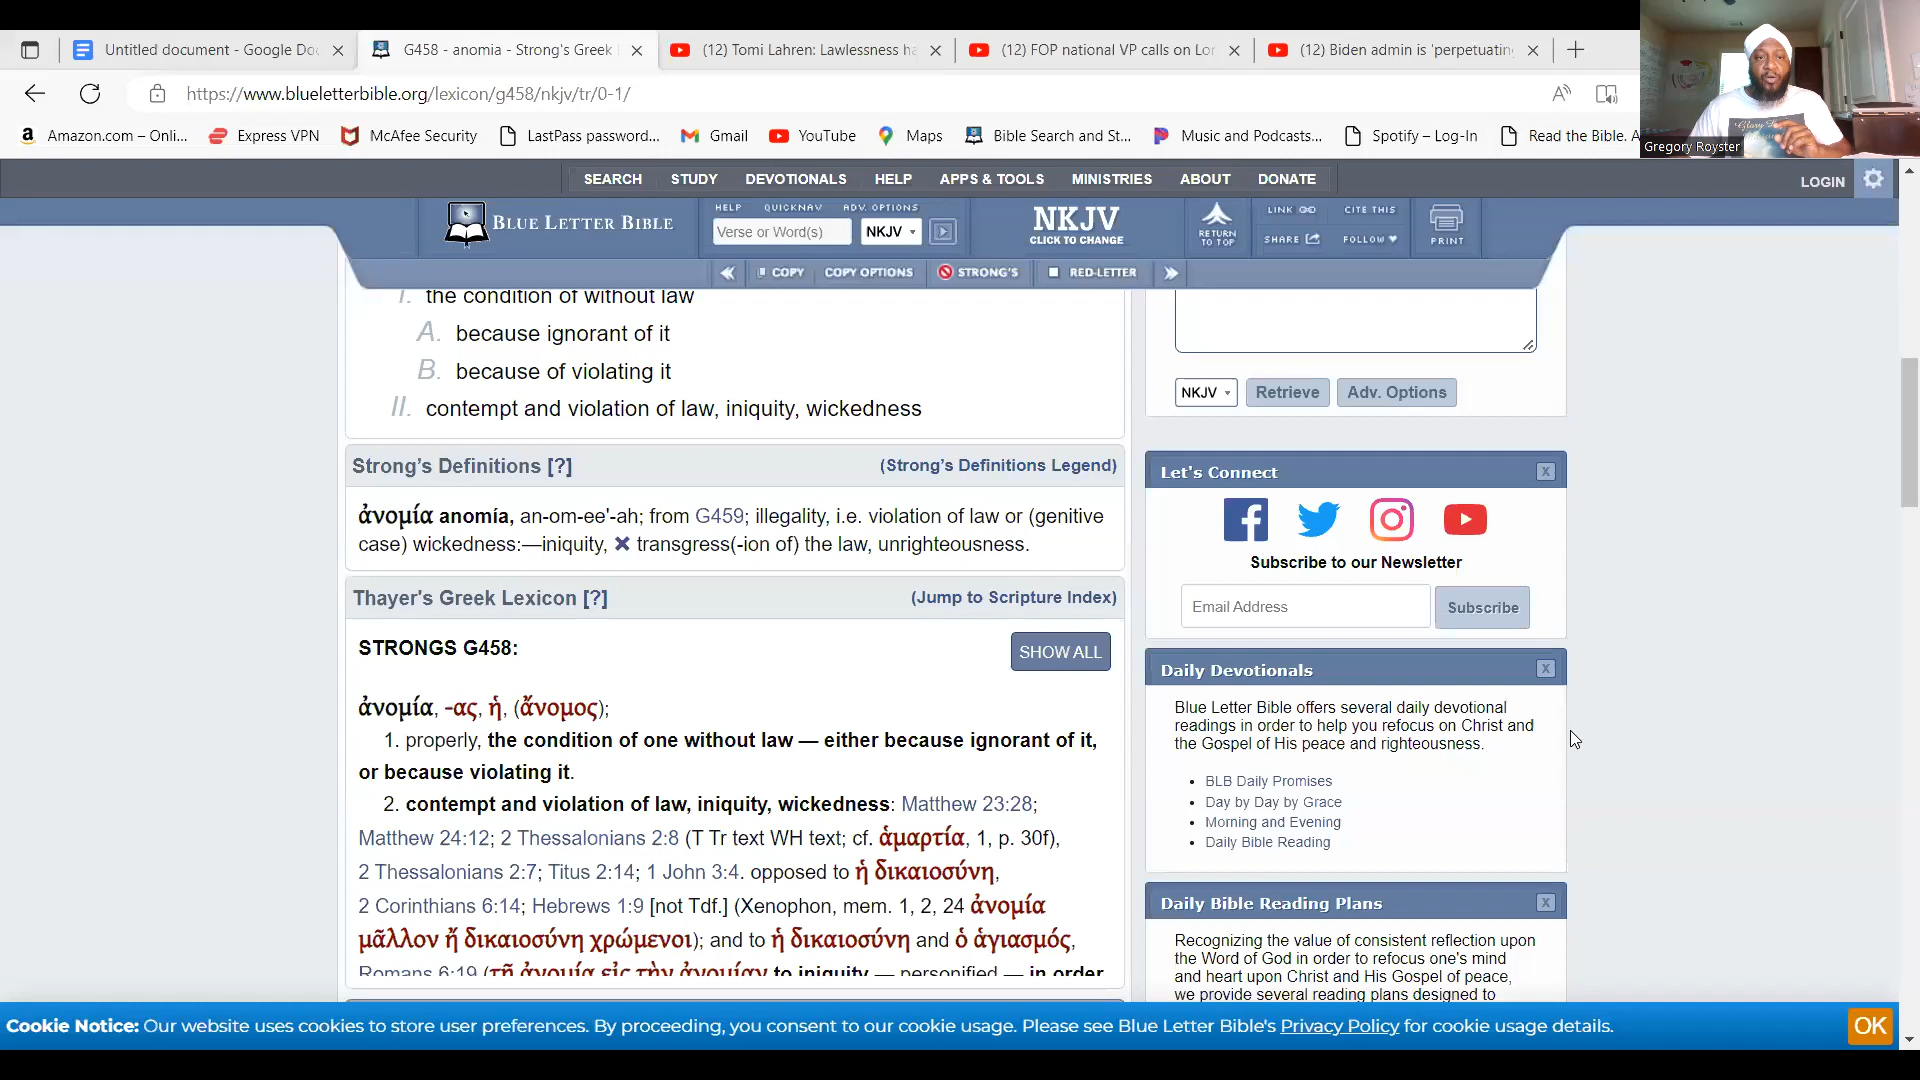 Untitled document - Google Doc
G458 - anomia - Strong's Greek
(12) Tomi Lahren: Lawlessness ha
(12) FOP national VP calls on Lor
(12) Biden admin is 'perpetuating
https://www.blueletterbible.org/lexicon/g458/nkjv/tr/0-1/
Amazon.com – Onli...
Express VPN
McAfee Security
LastPass password...
Gmail
YouTube
Maps
Bible Search and St...
Music and Podcasts...
Spotify – Log-In
Read the Bible. A
Gregory Royster
SEARCH STUDY DEVOTIONALS HELP APPS & TOOLS MINISTRIES ABOUT DONATE
LOGIN
BLUE LETTER BIBLE
HELP QUICKNAV ADV. OPTIONS
Verse or Word(s)
NKJV
NKJV
CLICK TO CHANGE
RETURN
TO TOP
LINK CITE THIS
SHARE FOLLOW
PRINT
COPY COPY OPTIONS STRONG'S RED-LETTER
I. the condition of without law
A. because ignorant of it
B. because of violating it
II. contempt and violation of law, iniquity, wickedness
Strong's Definitions [?]
(Strong's Definitions Legend)
ἀνομία anomía, an-om-ee'-ah; from G459; illegality, i.e. violation of law or (genitive
case) wickedness:—iniquity, ✖ transgress(-ion of) the law, unrighteousness.
Thayer's Greek Lexicon [?]
(Jump to Scripture Index)
STRONGS G458:
SHOW ALL
ἀνομία, -ας, ἡ, (ἄνομος);
1. properly, the condition of one without law — either because ignorant of it,
or because violating it.
2. contempt and violation of law, iniquity, wickedness: Matthew 23:28;
Matthew 24:12; 2 Thessalonians 2:8 (T Tr text WH text; cf. ἁμαρτία, 1, p. 30f),
2 Thessalonians 2:7; Titus 2:14; 1 John 3:4. opposed to ἡ δικαιοσύνη,
2 Corinthians 6:14; Hebrews 1:9 [not Tdf.] (Xenophon, mem. 1, 2, 24 ἀνομία
μᾶλλον ἤ δικαιοσύνη χρώμενοι); and to ἡ δικαιοσύνη and ὁ ἁγιασμός,
Romans 6:19 (τῇ ἀνομία εἰς τὴν ἀνομίαν to iniquity — personified — in order
NKJV
Retrieve
Adv. Options
Let's Connect
X
Subscribe to our Newsletter
Email Address
Subscribe
Daily Devotionals
X
Blue Letter Bible offers several daily devotional
readings in order to help you refocus on Christ and
the Gospel of His peace and righteousness.
• BLB Daily Promises
• Day by Day by Grace
• Morning and Evening
• Daily Bible Reading
Daily Bible Reading Plans
X
Recognizing the value of consistent reflection upon
the Word of God in order to refocus one's mind
and heart upon Christ and His Gospel of peace,
we provide several reading plans designed to
Cookie Notice: Our website uses cookies to store user preferences. By proceeding, you consent to our cookie usage. Please see Blue Letter Bible's Privacy Policy for cookie usage details.
OK